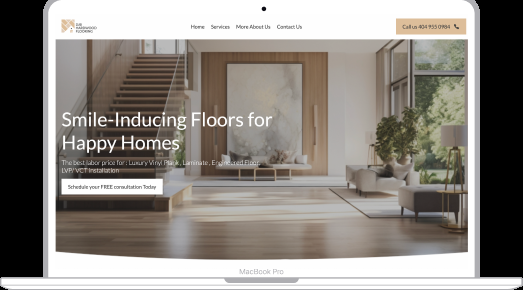 HARDWOOD
FLOORING
Home Services More About Us Contact Us
Call us 404 955 0984
Smile-Inducing Floors for
Happy Homes
The best labor price for: Luxury Vinyl Plank, Laminate, Engineered Floor,
LVP/ VCT installation
Schedule your FREE consultation Today
MacBook Pro